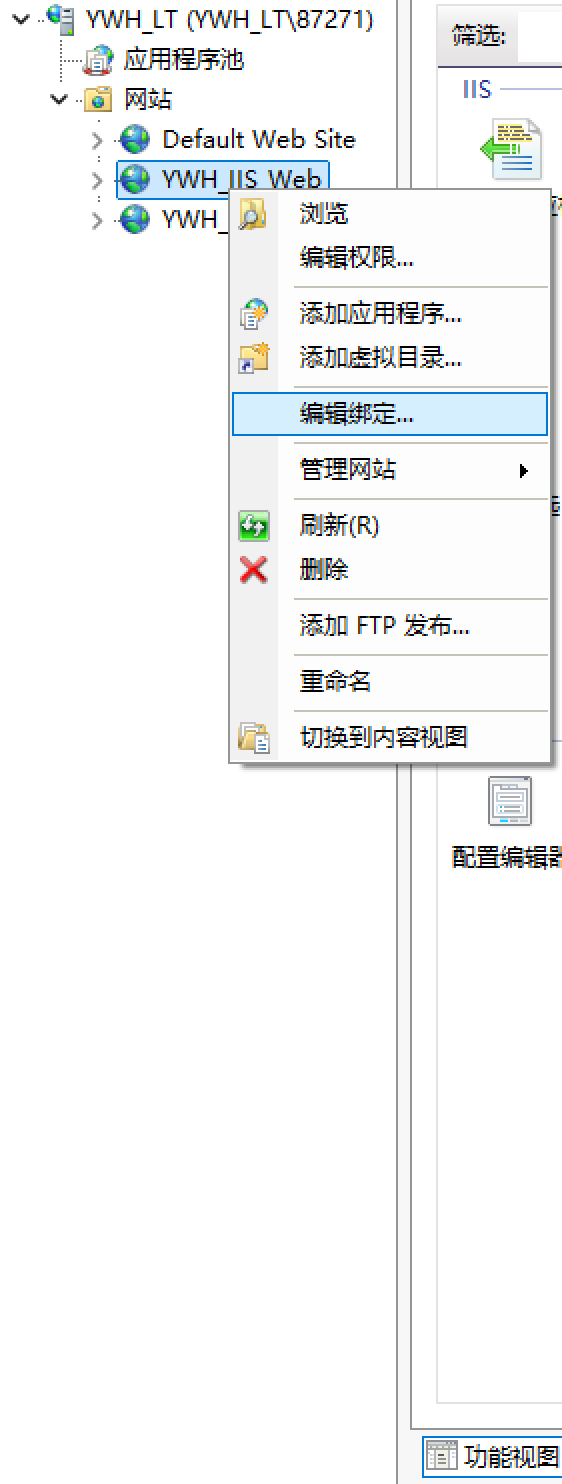 YWH_LT (YWH_LT\87271)
应用程序池
网站
Default Web Site
YWH_IIS_Web
YWH_
浏览
编辑权限...
添加应用程序...
添加虚拟目录...
编辑绑定...
管理网站
刷新(R)
删除
添加 FTP 发布...
重命名
切换到内容视图
筛选:
IIS
配置编辑器
功能视图